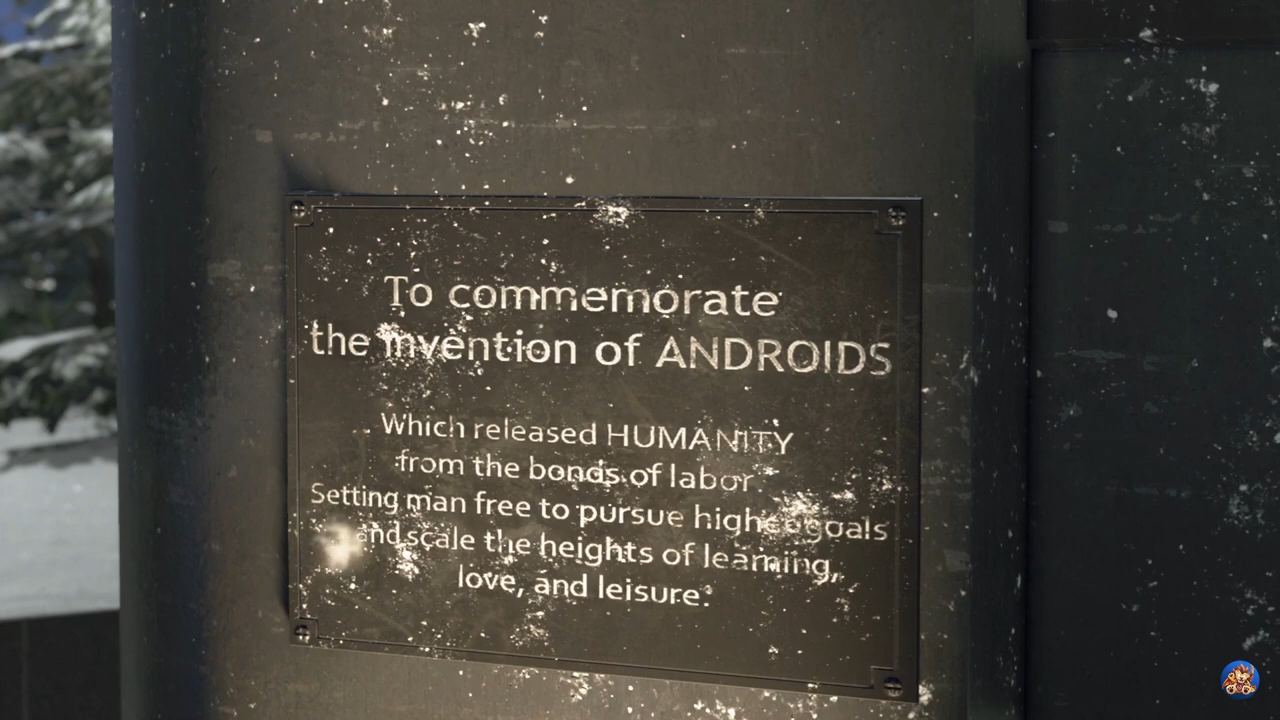 To commemorate
the invention of ANDROIDS
Which released HUMANITY
from the bonds of labor.
Setting man free to pursue higher goals
and scale the heights of learning,
love, and leisure.